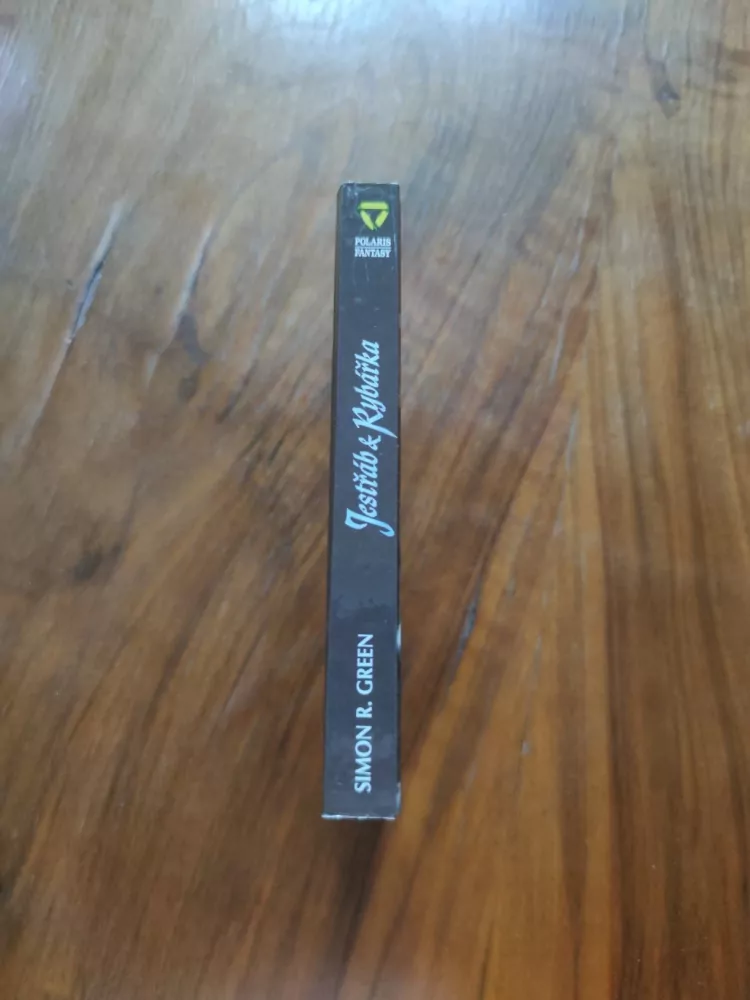 POLARIS
FANTASY
Jestřáb & Rybářka
SIMON R. GREEN